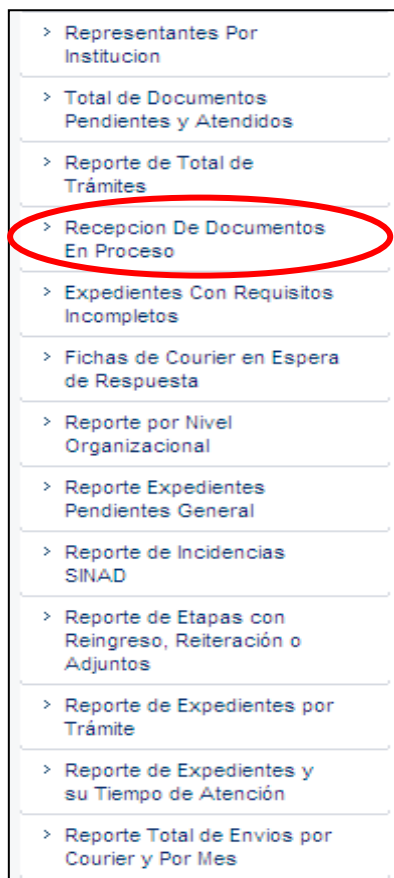 > Representantes Por
Institucion
> Total de Documentos
Pendientes y Atendidos
> Reporte de Total de
Trámites
> Recepcion De Documentos
En Proceso
> Expedientes Con Requisitos
Incompletos
> Fichas de Courier en Espera
de Respuesta
> Reporte por Nivel
Organizacional
> Reporte Expedientes
Pendientes General
> Reporte de Incidencias
SINAD
> Reporte de Etapas con
Reingreso, Reiteración o
Adjuntos
> Reporte de Expedientes por
Trámite
> Reporte de Expedientes y
su Tiempo de Atención
> Reporte Total de Envios por
Courier y Por Mes